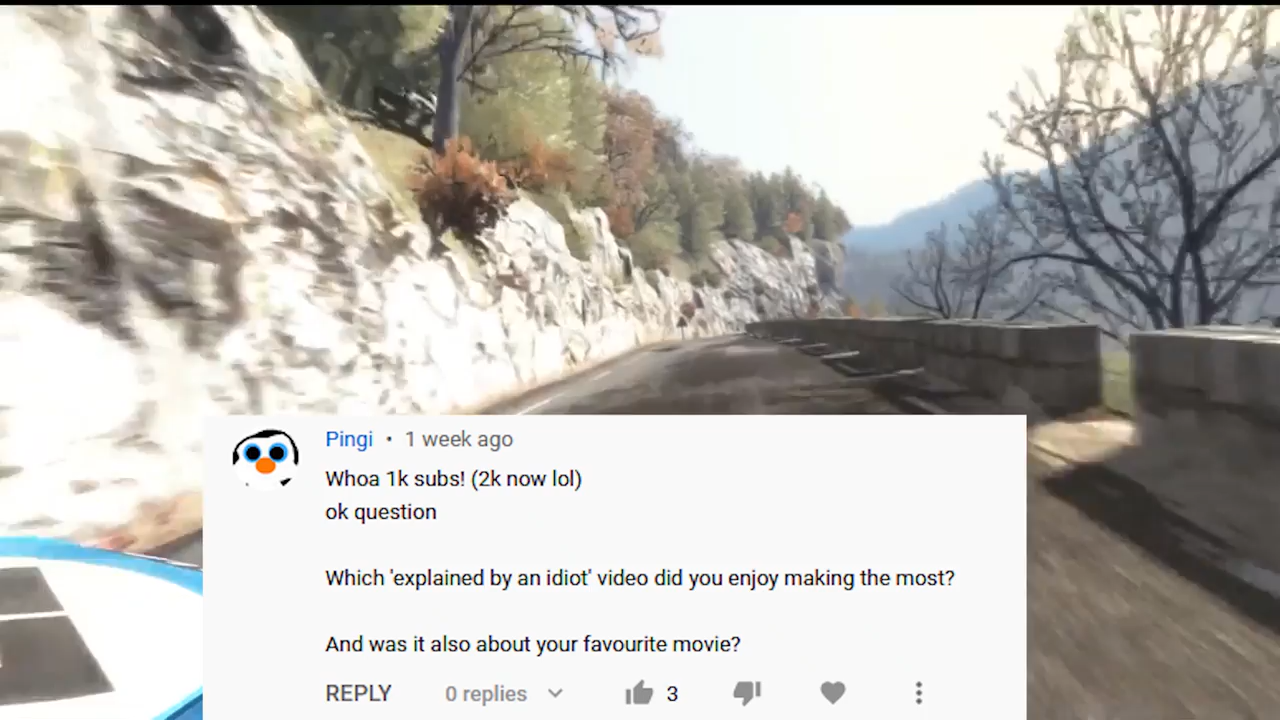 Pingi • 1 week ago
Whoa 1k subs! (2k now lol)
ok question
Which 'explained by an idiot' video did you enjoy making the most?
And was it also about your favourite movie?
REPLY 0 replies 3